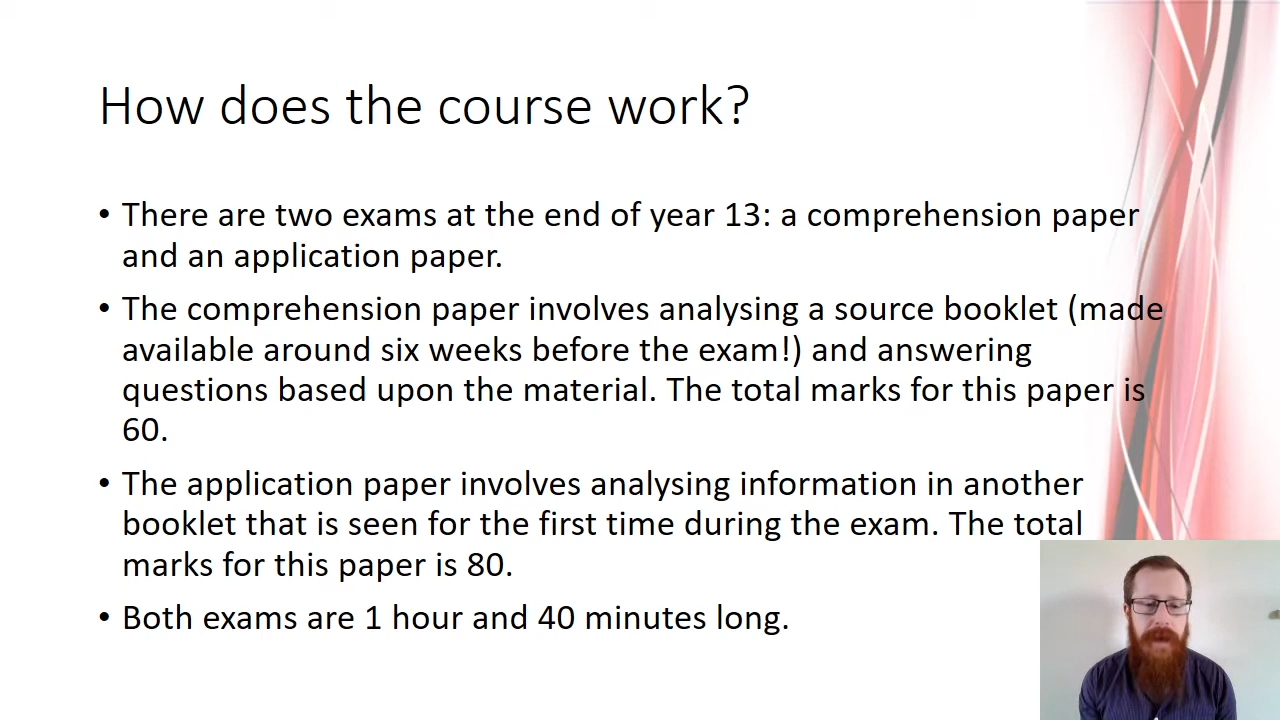 How does the course work?
• There are two exams at the end of year 13: a comprehension paper
and an application paper.
• The comprehension paper involves analysing a source booklet (made
available around six weeks before the exam!) and answering
questions based upon the material. The total marks for this paper is
60.
• The application paper involves analysing information in another
booklet that is seen for the first time during the exam. The total
marks for this paper is 80.
• Both exams are 1 hour and 40 minutes long.